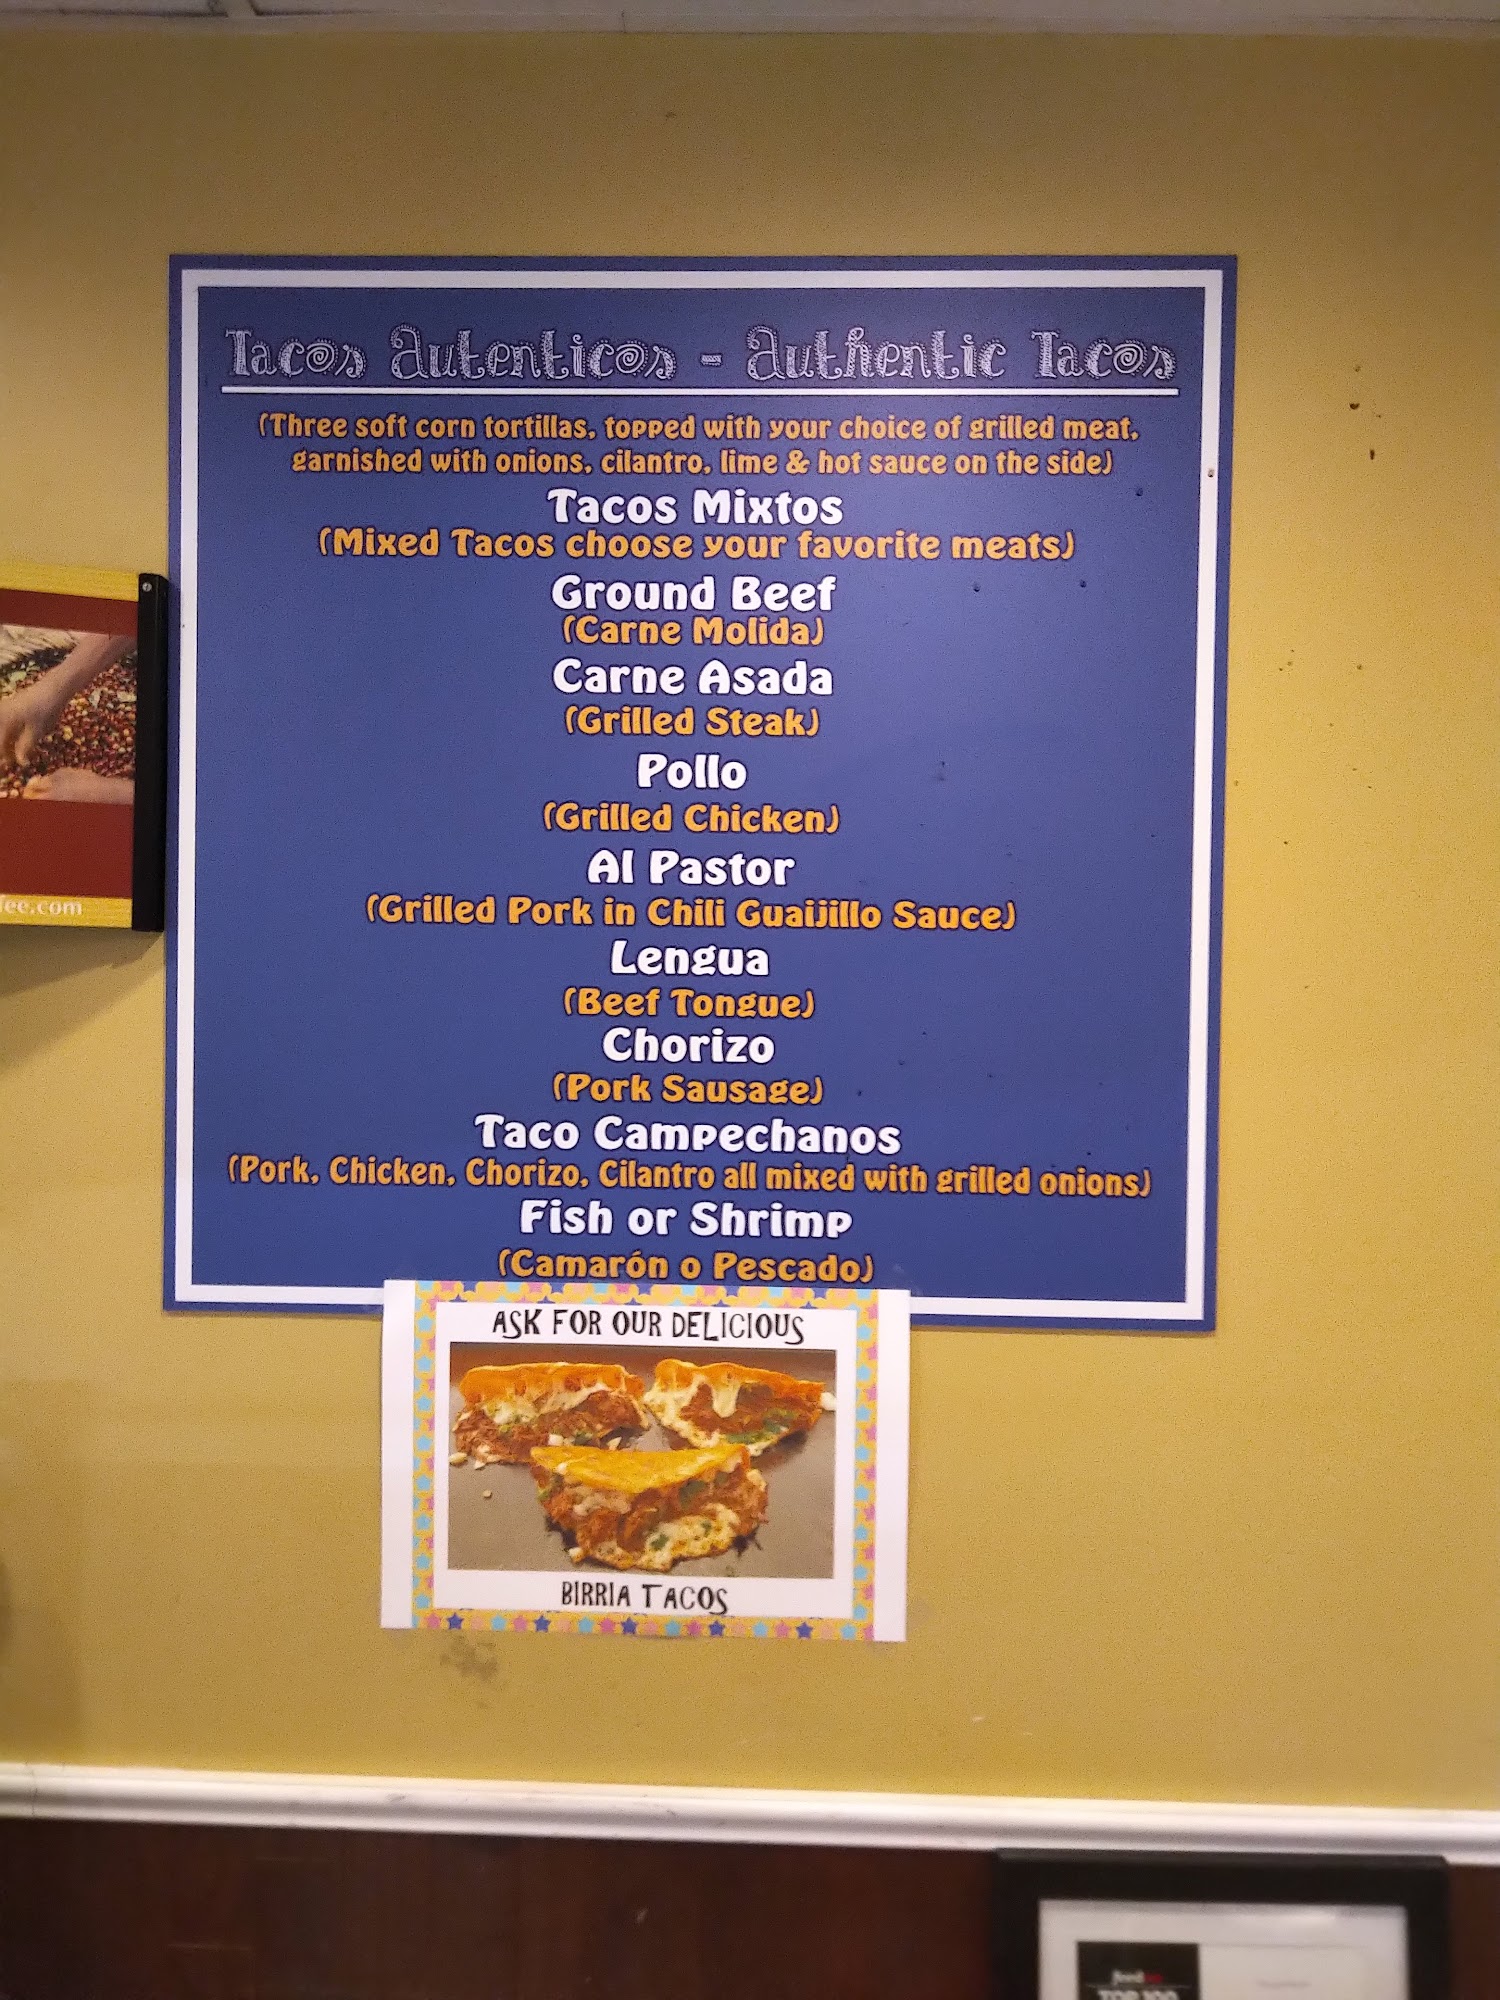 Tacos Autenticos - Authentic Tacos
(Three soft corn tortillas, topped with your choice of grilled meat,
garnished with onions, cilantro, lime & hot sauce on the side)
Tacos Mixtos
(Mixed Tacos choose your favorite meats)
Ground Beef
(Carne Molida)
Carne Asada
(Grilled Steak)
Pollo
(Grilled Chicken)
Al Pastor
(Grilled Pork in Chili Guaijillo Sauce)
Lengua
(Beef Tongue)
Chorizo
(Pork Sausage)
Taco Campechanos
(Pork, Chicken, Chorizo, Cilantro all mixed with grilled onions)
Fish or Shrimp
(Camarón o Pescado)
ASK FOR OUR DELICIOUS
BIRRIA TACOS
fee.com
TOP 100